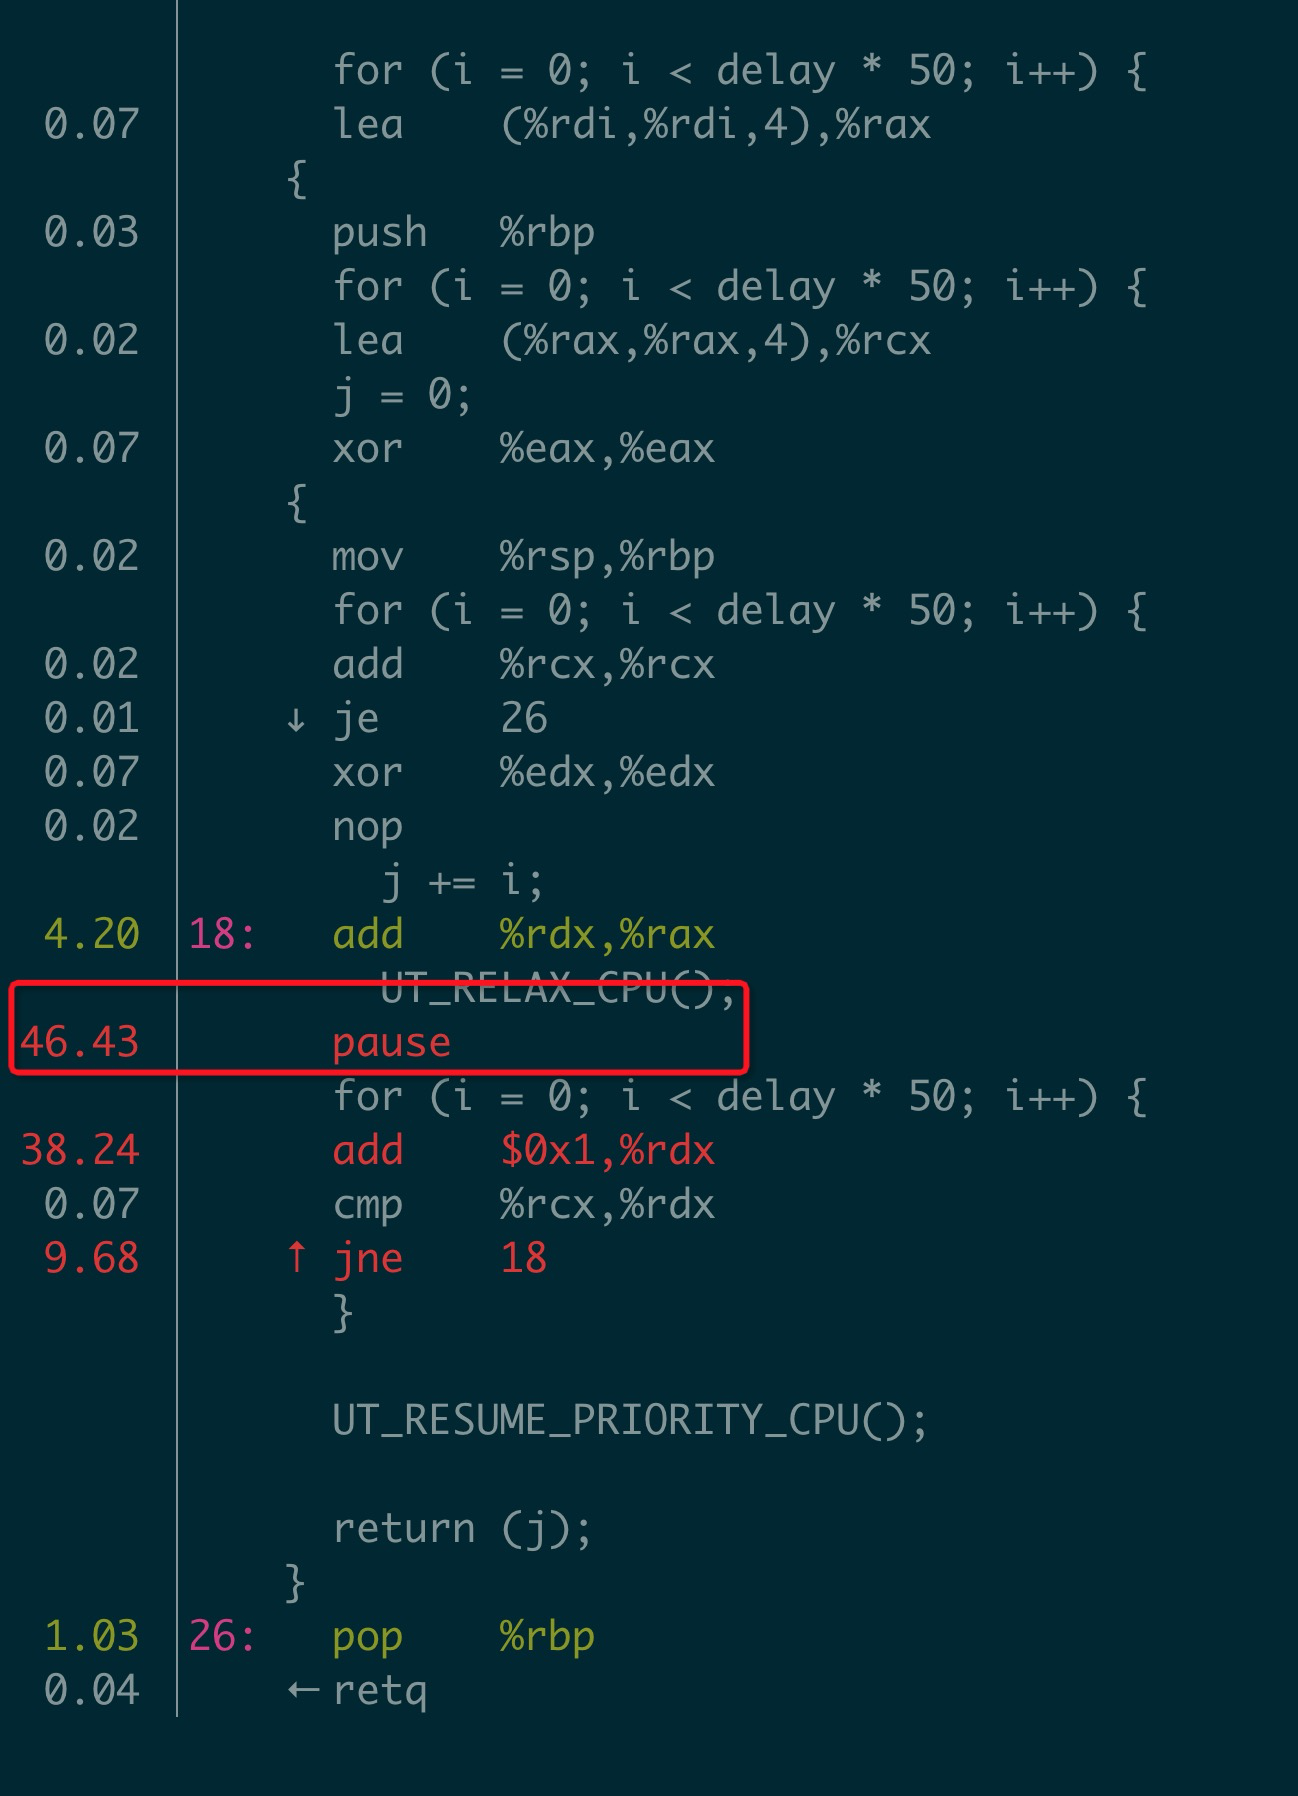 for (i = 0; i < delay * 50; i++) {
0.07 lea (%rdi,%rdi,4),%rax
{
0.03 push %rbp
for (i = 0; i < delay * 50; i++) {
0.02 lea (%rax,%rax,4),%rcx
j = 0;
0.07 xor %eax,%eax
{
0.02 mov %rsp,%rbp
for (i = 0; i < delay * 50; i++) {
0.02 add %rcx,%rcx
0.01 ↓ je 26
0.07 xor %edx,%edx
0.02 nop
j += i;
4.20 18: add %rdx,%rax
UT_RELAX_CPU();
46.43 pause
for (i = 0; i < delay * 50; i++) {
38.24 add $0x1,%rdx
0.07 cmp %rcx,%rdx
9.68 ↑ jne 18
}
UT_RESUME_PRIORITY_CPU();
return (j);
}
1.03 26: pop %rbp
0.04 ← retq